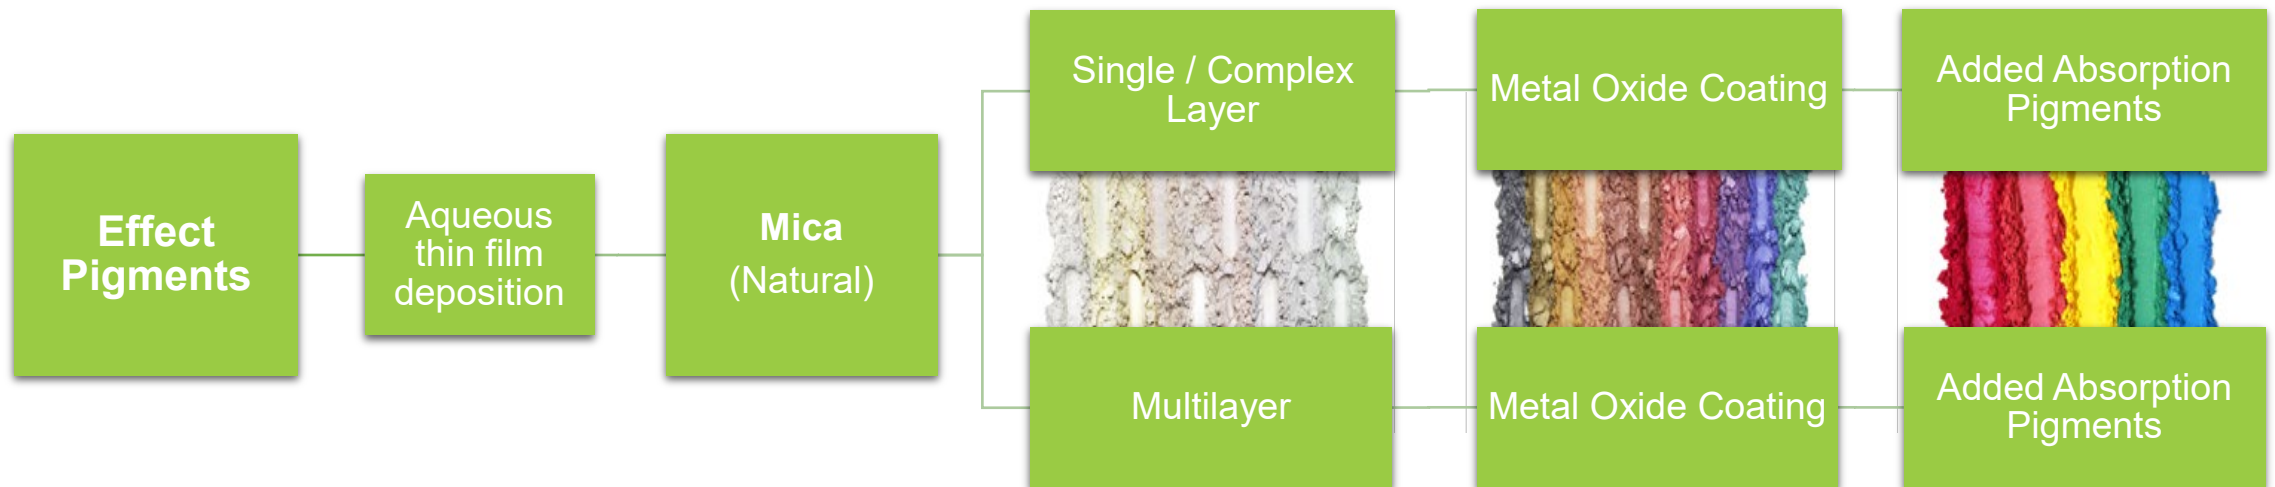 Effect
Pigments
Aqueous
thin film
deposition
Mica
(Natural)
Single / Complex
Layer
Metal Oxide Coating
Added Absorption
Pigments
Multilayer
Metal Oxide Coating
Added Absorption
Pigments